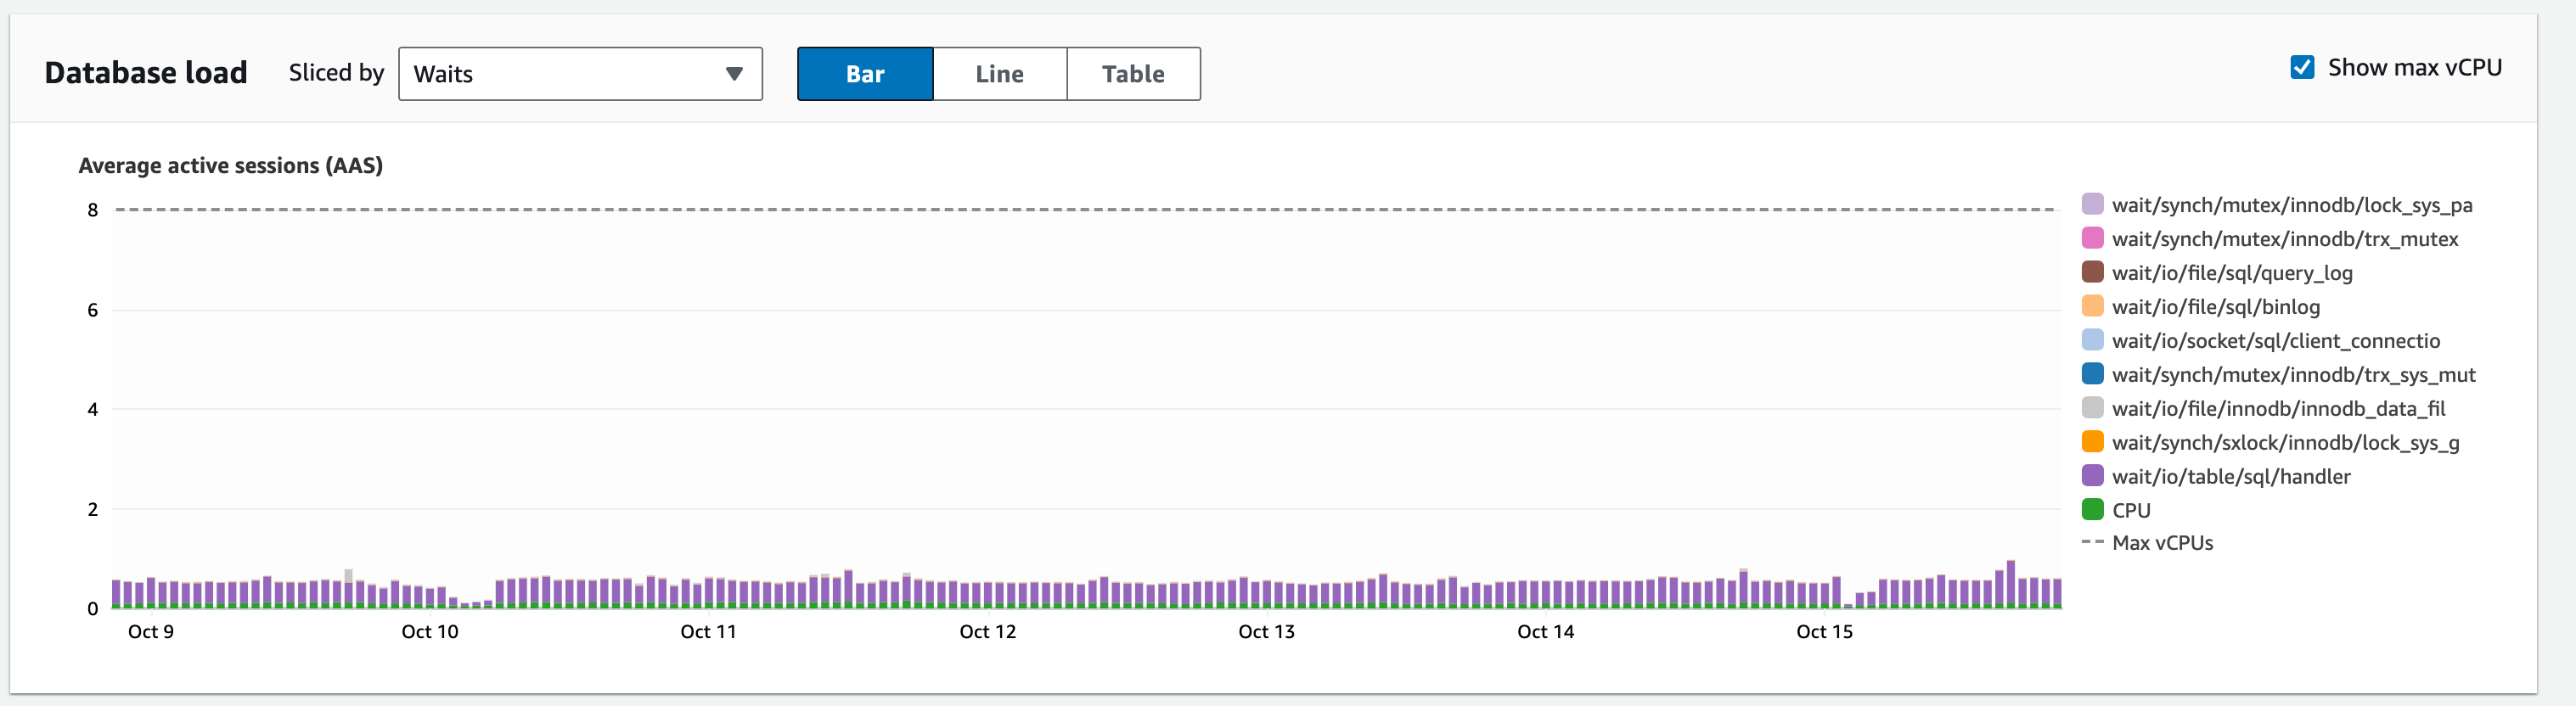 Database load Sliced by Waits Bar Line Table Show max vCPU
Average active sessions (AAS)
8
6
4
2
0
Oct 9 Oct 10 Oct 11 Oct 12 Oct 13 Oct 14 Oct 15
wait/synch/mutex/innodb/lock_sys_pa
wait/synch/mutex/innodb/trx_mutex
wait/io/file/sql/query_log
wait/io/file/sql/binlog
wait/io/socket/sql/client_connectio
wait/synch/mutex/innodb/trx_sys_mut
wait/io/file/innodb/innodb_data_fil
wait/synch/sxlock/innodb/lock_sys_g
wait/io/table/sql/handler
CPU
Max vCPUs